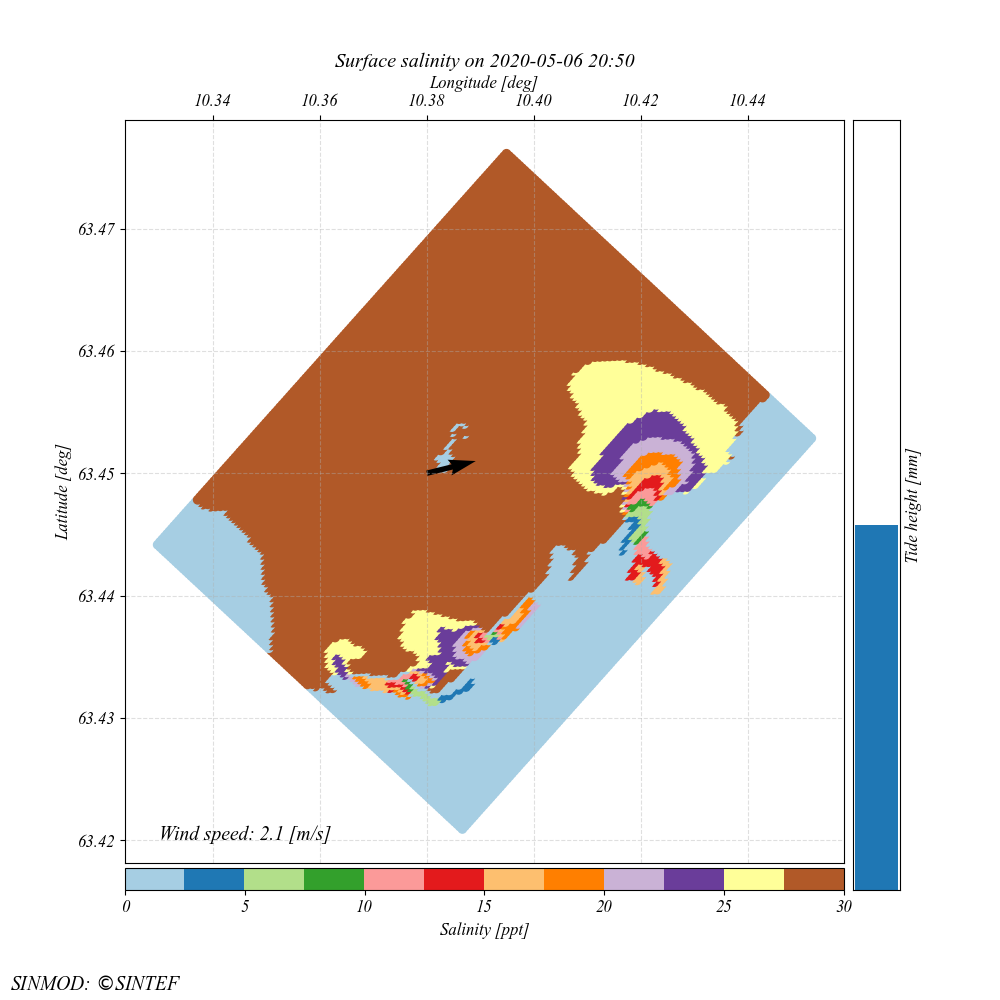 Surface salinity on 2020-05-06 20:50
Longitude [deg]
10.34 10.36 10.38 10.40 10.42 10.44
63.47
63.46
63.45
63.44
63.43
63.42
Latitude [deg]
Tide height [mm]
Wind speed: 2.1 [m/s]
0 5 10 15 20 25 30
Salinity [ppt]
SINMOD: ©SINTEF